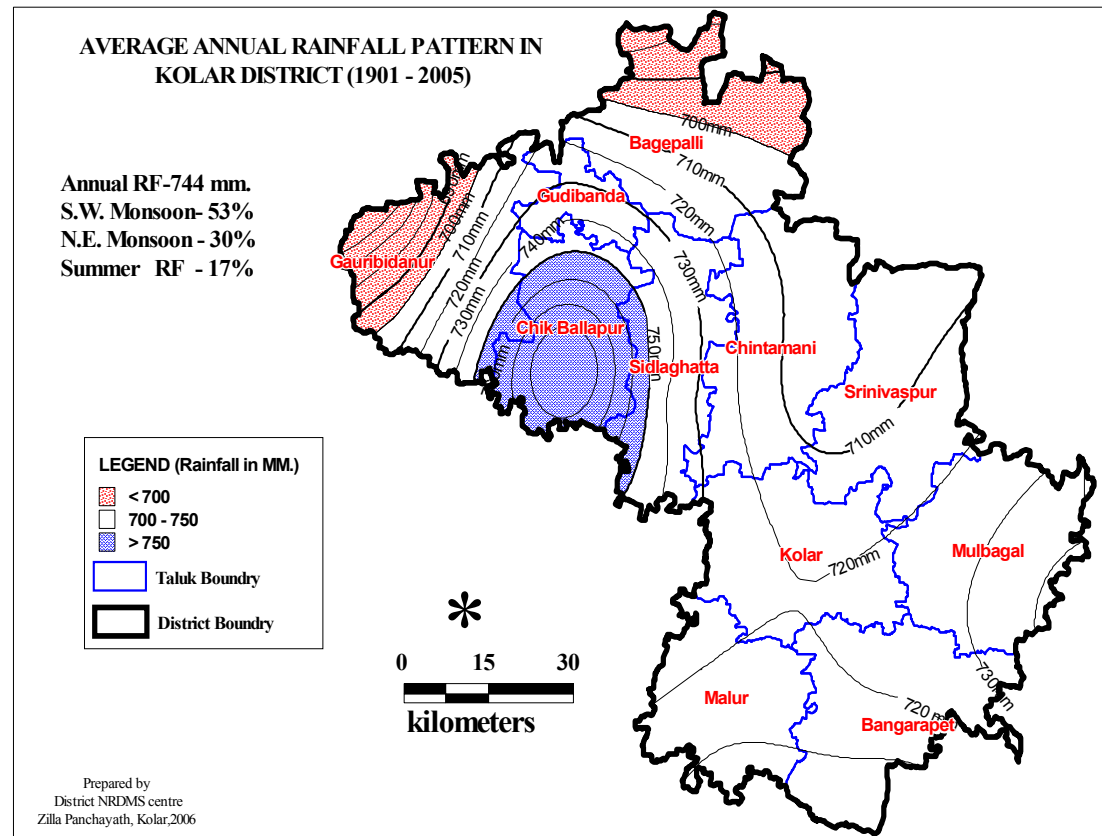 AVERAGE ANNUAL RAINFALL PATTERN IN
KOLAR DISTRICT (1901 - 2005)
Annual RF-744 mm.
S.W. Monsoon- 53%
N.E. Monsoon - 30%
Summer RF - 17%
700mm
Bagepalli
710mm
Gudibanda
720mm
700mm
710mm
740mm
Gauribidanur
720mm
730mm
730mm
Chik Ballapur
750mm
Sidlaghatta
Chintamani
Srinivaspur
710mm
LEGEND (Rainfall in MM.)
< 700
700 - 750
> 750
Taluk Boundry
District Boundry
Kolar
720mm
Mulbagal
*
0 15 30
kilometers
Malur
720 mm
730mm
Bangarapet
Prepared by
District NRDMS centre
Zilla Panchayath, Kolar,2006